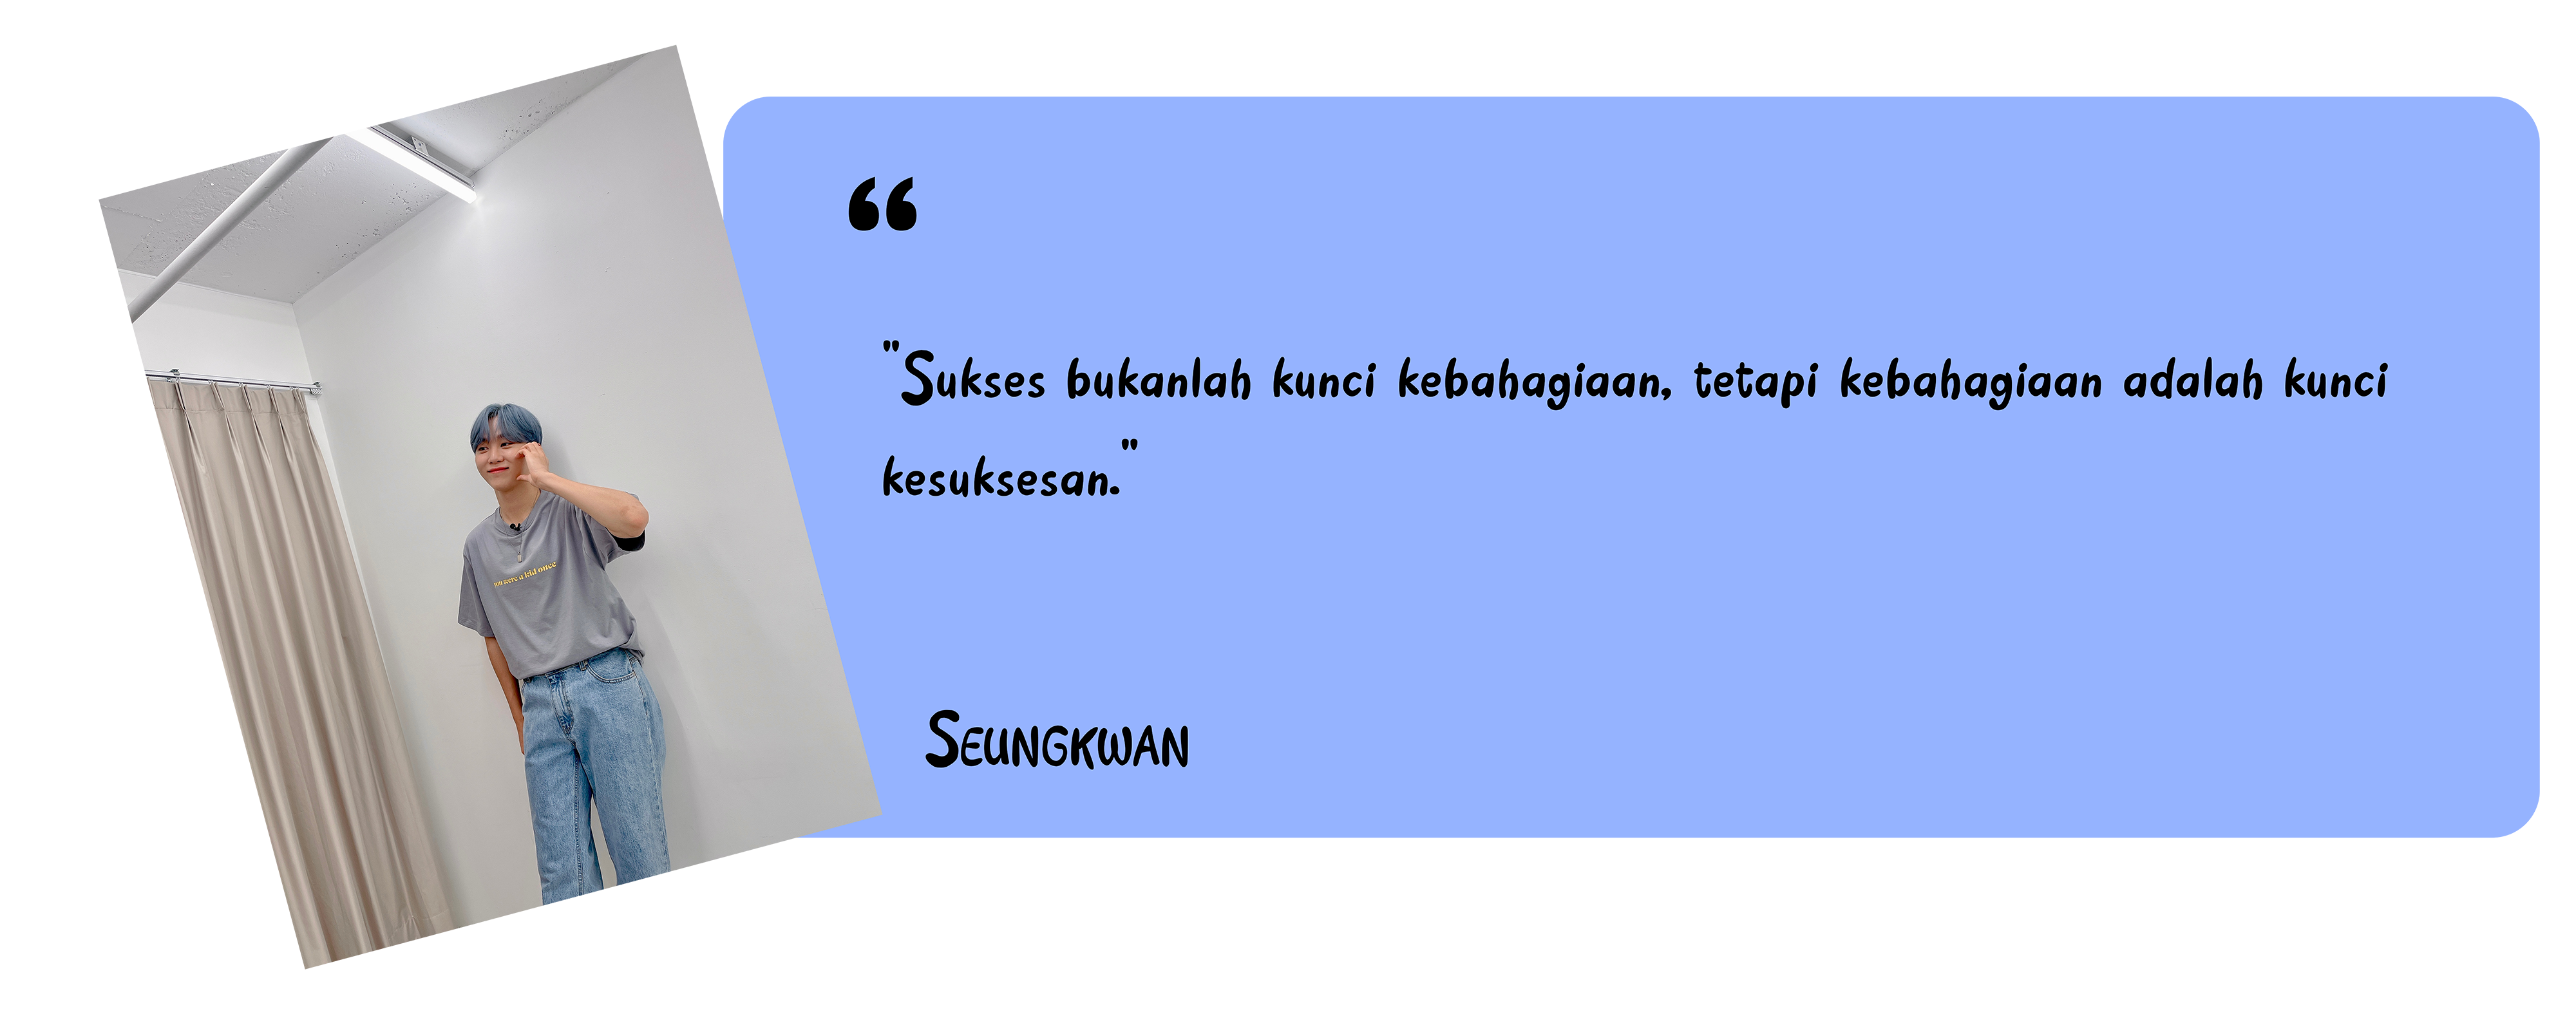 you were a kid once
“
"Sukses bukanlah kunci kebahagiaan, tetapi kebahagiaan adalah kunci
kesuksesan."
SEUNGKWAN